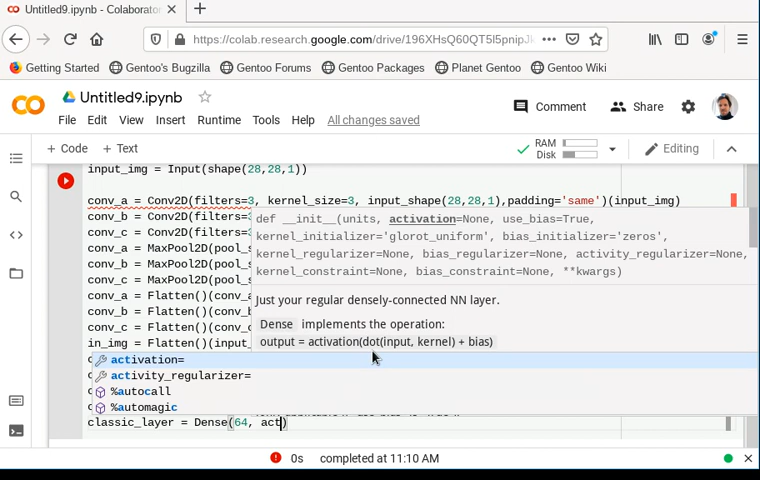 Untitled9.ipynb - Colaborator
https://colab.research.google.com/drive/196XHsQ60QT5l5pnipJ
Getting Started
Gentoo's Bugzilla
Gentoo Forums
Gentoo Packages
Planet Gentoo
Gentoo Wiki
CO
Untitled9.ipynb
Comment
Share
File Edit View Insert Runtime Tools Help All changes saved
+ Code + Text
RAM
Disk
Editing
input_img = Input(shape(28,28,1))
conv_a = Conv2D(filters=3, kernel_size=3, input_shape(28,28,1),padding='same')(input_img)
conv_b = Conv2D(filters=3
conv_c = Conv2D(filters=3
conv_a = MaxPool2D(pool_s
conv_b = MaxPool2D(pool_s
conv_c = MaxPool2D(pool_s
conv_a = Flatten()(conv_a
conv_b = Flatten()(conv_b
conv_c = Flatten()(conv_c
in_img = Flatten()(input_
def __init__(units, activation=None, use_bias=True,
kernel_initializer='glorot_uniform', bias_initializer='zeros',
kernel_regularizer=None, bias_regularizer=None, activity_regularizer=None,
kernel_constraint=None, bias_constraint=None, **kwargs)
Just your regular densely-connected NN layer.
Dense implements the operation:
output = activation(dot(input, kernel) + bias)
activation=
activity_regularizer=
%autocall
%automagic
classic_layer = Dense(64, act)
0s completed at 11:10 AM